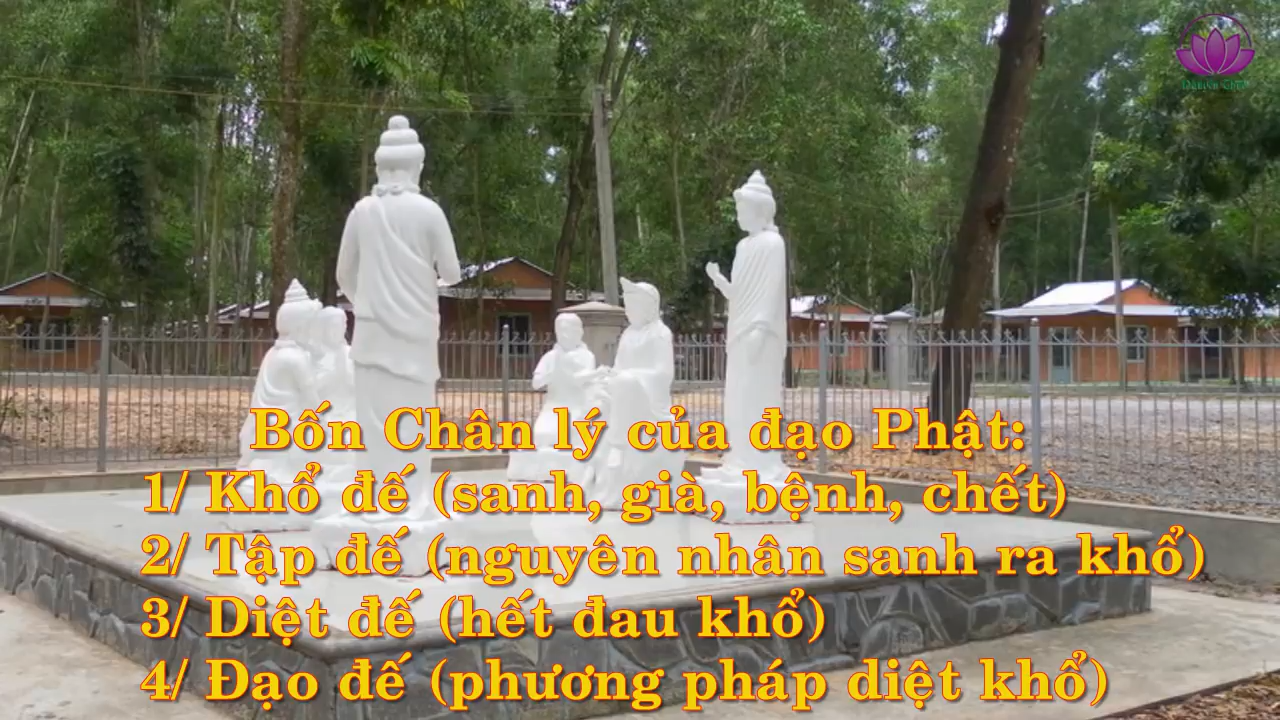 Bốn Chân lý của đạo Phật:
1/ Khổ đế (sanh, già, bệnh, chết)
2/ Tập đế (nguyên nhân sanh ra khổ)
3/ Diệt đế (hết đau khổ)
4/ Đạo đế (phương pháp diệt khổ)